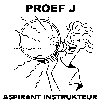 PROEF J
ASPIRANT INSTRUKTEUR